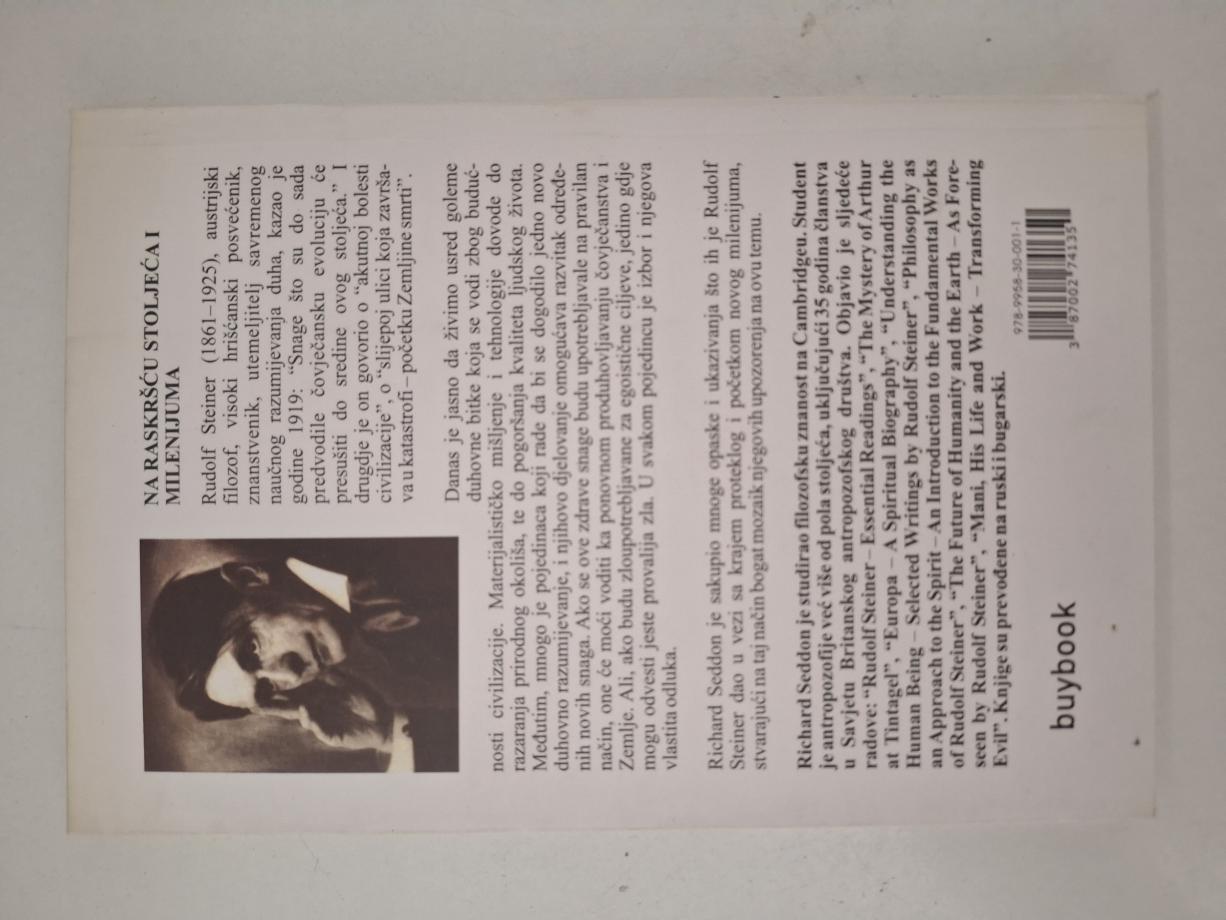 NA RASKRŠĆU STOLJEĆA I
MILENIJUMA
Rudolf Steiner (1861–1925), austrijski
filozof, visoki hrišćanski posvećenik,
znanstvenik, utemeljitelj savremenog
naučnog razumijevanja duha, kazao je
godine 1919: “Snage što su do sada
predvodile čovječansku evoluciju će
presušiti do sredine ovog stoljeća.” I
drugdje je on govorio o “akutnoj bolesti
civilizacije”, o “slijepoj ulici koja završa-
va u katastrofi – početku Zemljine smrti”.
Danas je jasno da živimo usred goleme
duhovne bitke koja se vodi zbog buduć-
nosti civilizacije. Materijalističko mišljenje i tehnologije dovode do
razaranja prirodnog okoliša, te do pogoršanja kvaliteta ljudskog života.
Međutim, mnogo je pojedinaca koji rade da bi se dogodilo jedno novo
duhovno razumijevanje, i njihovo djelovanje omogućava razvitak određe-
nih novih snaga. Ako se ove zdrave snage budu upotrebljavale na pravilan
način, one će moći voditi ka ponovnom produhovljavanju čovječanstva i
Zemlje. Ali, ako budu zloupotrebljavane za egoistične ciljeve, jedino gdje
mogu odvesti jeste provalija zla. U svakom pojedincu je izbor i njegova
vlastita odluka.
Richard Seddon je sakupio mnoge opaske i ukazivanja što ih je Rudolf
Steiner dao u vezi sa krajem proteklog i početkom novog milenijuma,
stvarajući na taj način bogat mozaik njegovih upozorenja na ovu temu.
Richard Seddon je studirao filozofsku znanost na Cambridgeu. Student
je antropozofije već više od pola stoljeća, uključujući 35 godina članstva
u Savjetu Britanskog antropozofskog društva. Objavio je sljedeće
radove: “Rudolf Steiner – Essential Readings”, “The Mystery of Arthur
at Tintagel”, “Europa – A Spiritual Biography”, “Understanding the
Human Being – Selected Writings by Rudolf Steiner”, “Philosophy as
an Approach to the Spirit – An Introduction to the Fundamental Works
of Rudolf Steiner”, “The Future of Humanity and the Earth – As Fore-
seen by Rudolf Steiner”, “Mani, His Life and Work – Transforming
Evil”. Knjige su prevođene na ruski i bugarski.
buybook
978-9958-30-001-1
3 870027 74135